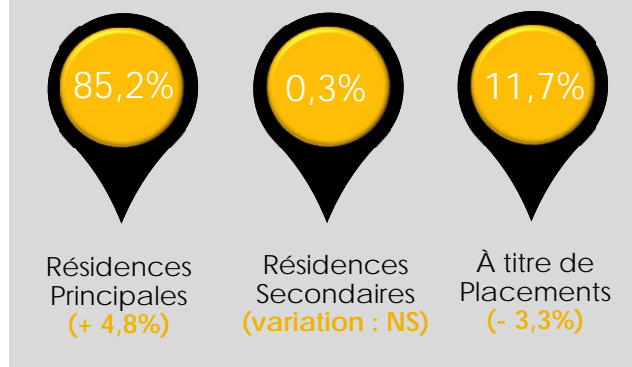 85,2%
0,3%
11,7%
Résidences
Principales
(+ 4,8%)
Résidences
Secondaires
(variation : NS)
À titre de
Placements
(- 3,3%)